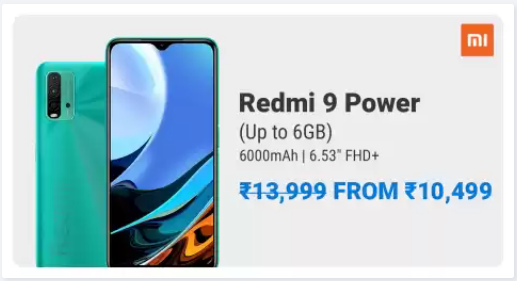 mi
Redmi 9 Power
(Up to 6GB)
6000mAh | 6.53" FHD+
₹13,999 FROM ₹10,499